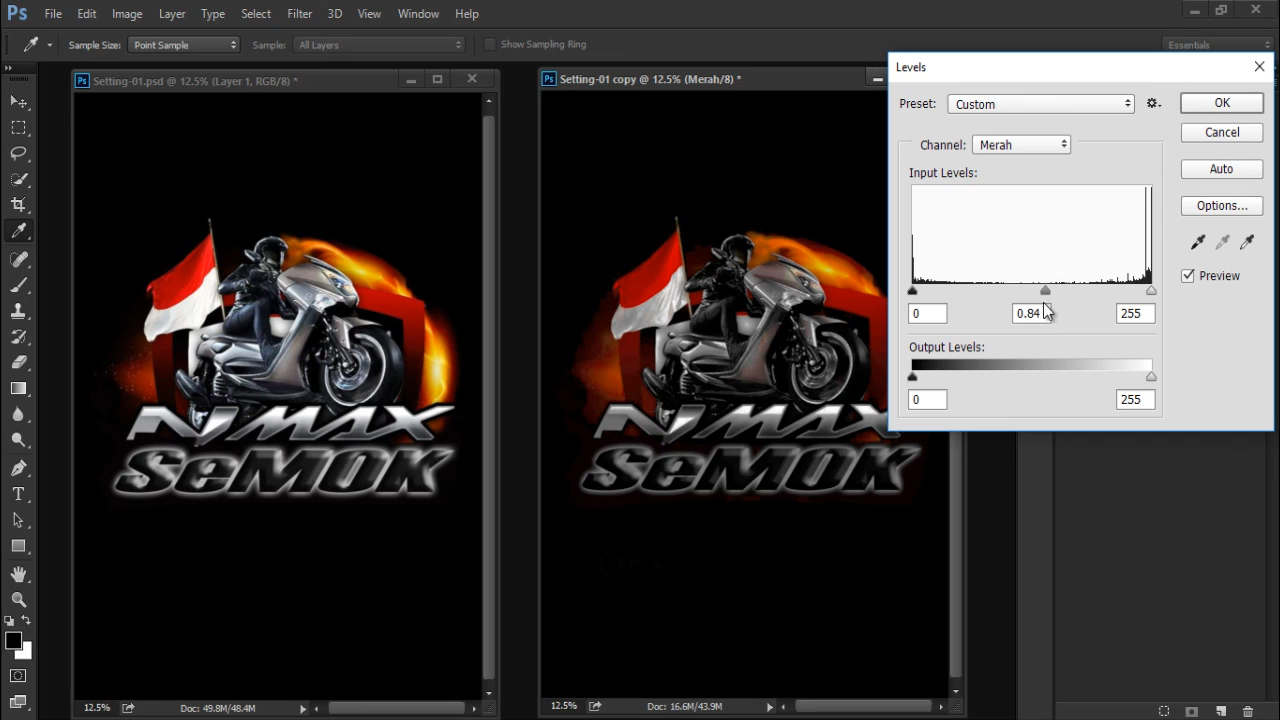 Ps File Edit Image Layer Type Select Filter 3D View Window Help
Sample Size: Point Sample Sample: All Layers Show Sampling Ring Essentials
Ps Setting-01.psd @ 12.5% (Layer 1, RGB/8) *
Ps Setting-01 copy @ 12.5% (Merah/8) *
NMAX
SeMOK
NMAX
SeMOK
12.5% Doc: 49.8M/48.4M
12.5% Doc: 16.6M/43.9M
Levels
Preset: Custom
OK
Cancel
Auto
Options...
Preview
Channel: Merah
Input Levels:
0 0.84 255
Output Levels:
0 255